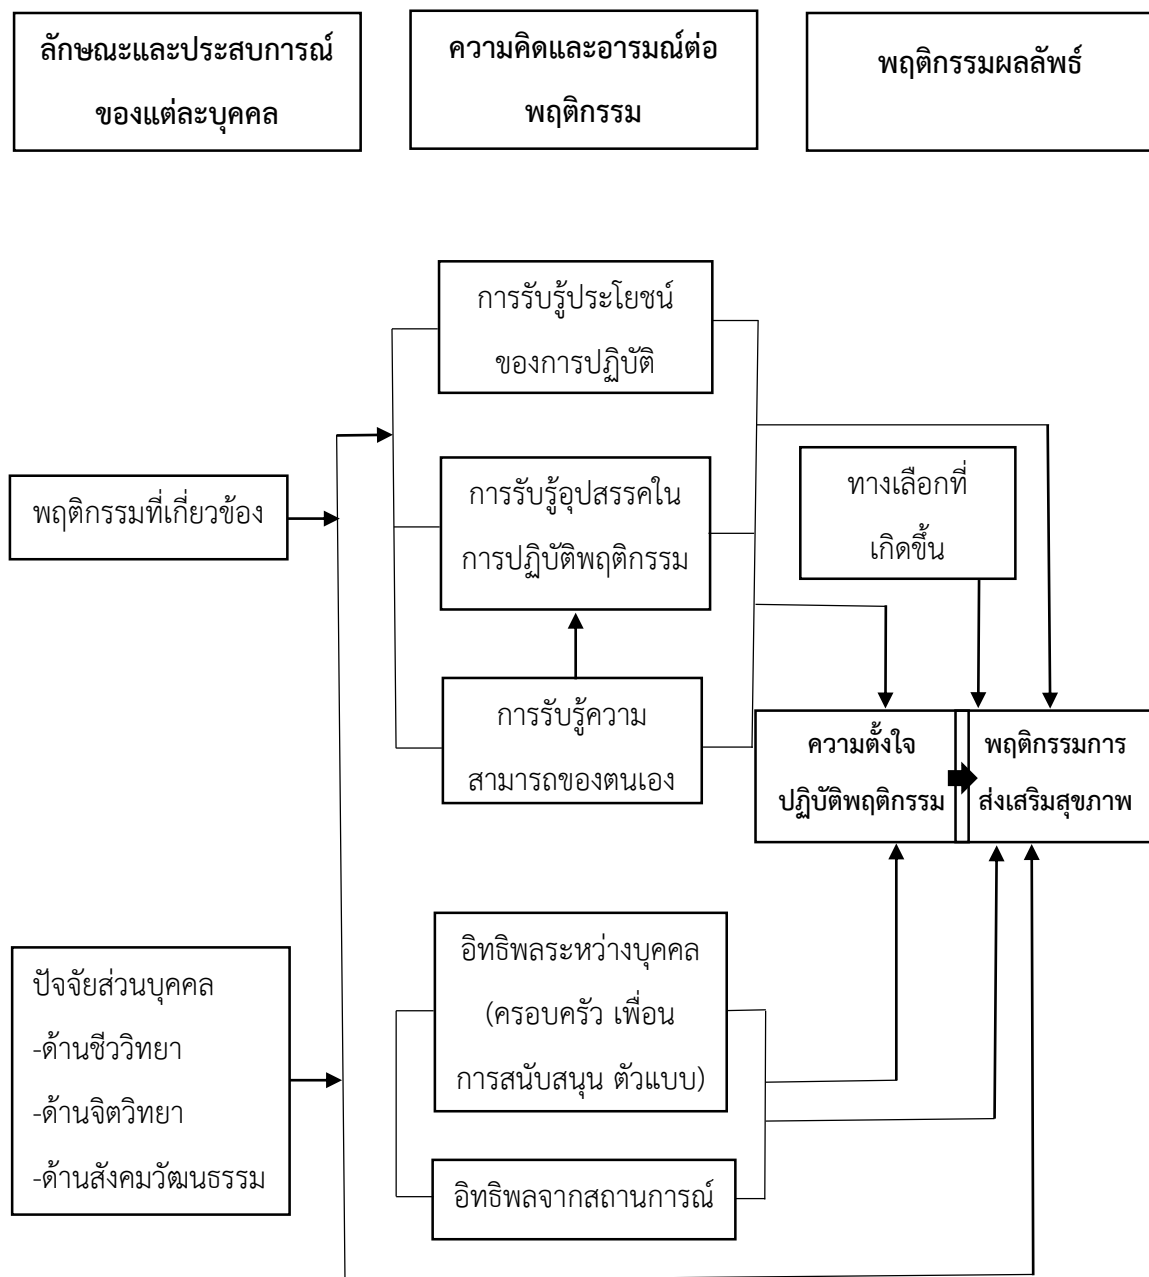 ลักษณะและประสบการณ์
ของแต่ละบุคคล
ความคิดและอารมณ์ต่อ
พฤติกรรม
พฤติกรรมผลลัพธ์
การรับรู้ประโยชน์
ของการปฏิบัติ
พฤติกรรมที่เกี่ยวข้อง
การรับรู้อุปสรรคใน
การปฏิบัติพฤติกรรม
ทางเลือกที่
เกิดขึ้น
การรับรู้ความ
สามารถของตนเอง
ความตั้งใจ
ปฏิบัติพฤติกรรม
พฤติกรรมการ
ส่งเสริมสุขภาพ
ปัจจัยส่วนบุคคล
-ด้านชีววิทยา
-ด้านจิตวิทยา
-ด้านสังคมวัฒนธรรม
อิทธิพลระหว่างบุคคล
(ครอบครัว เพื่อน
การสนับสนุน ตัวแบบ)
อิทธิพลจากสถานการณ์